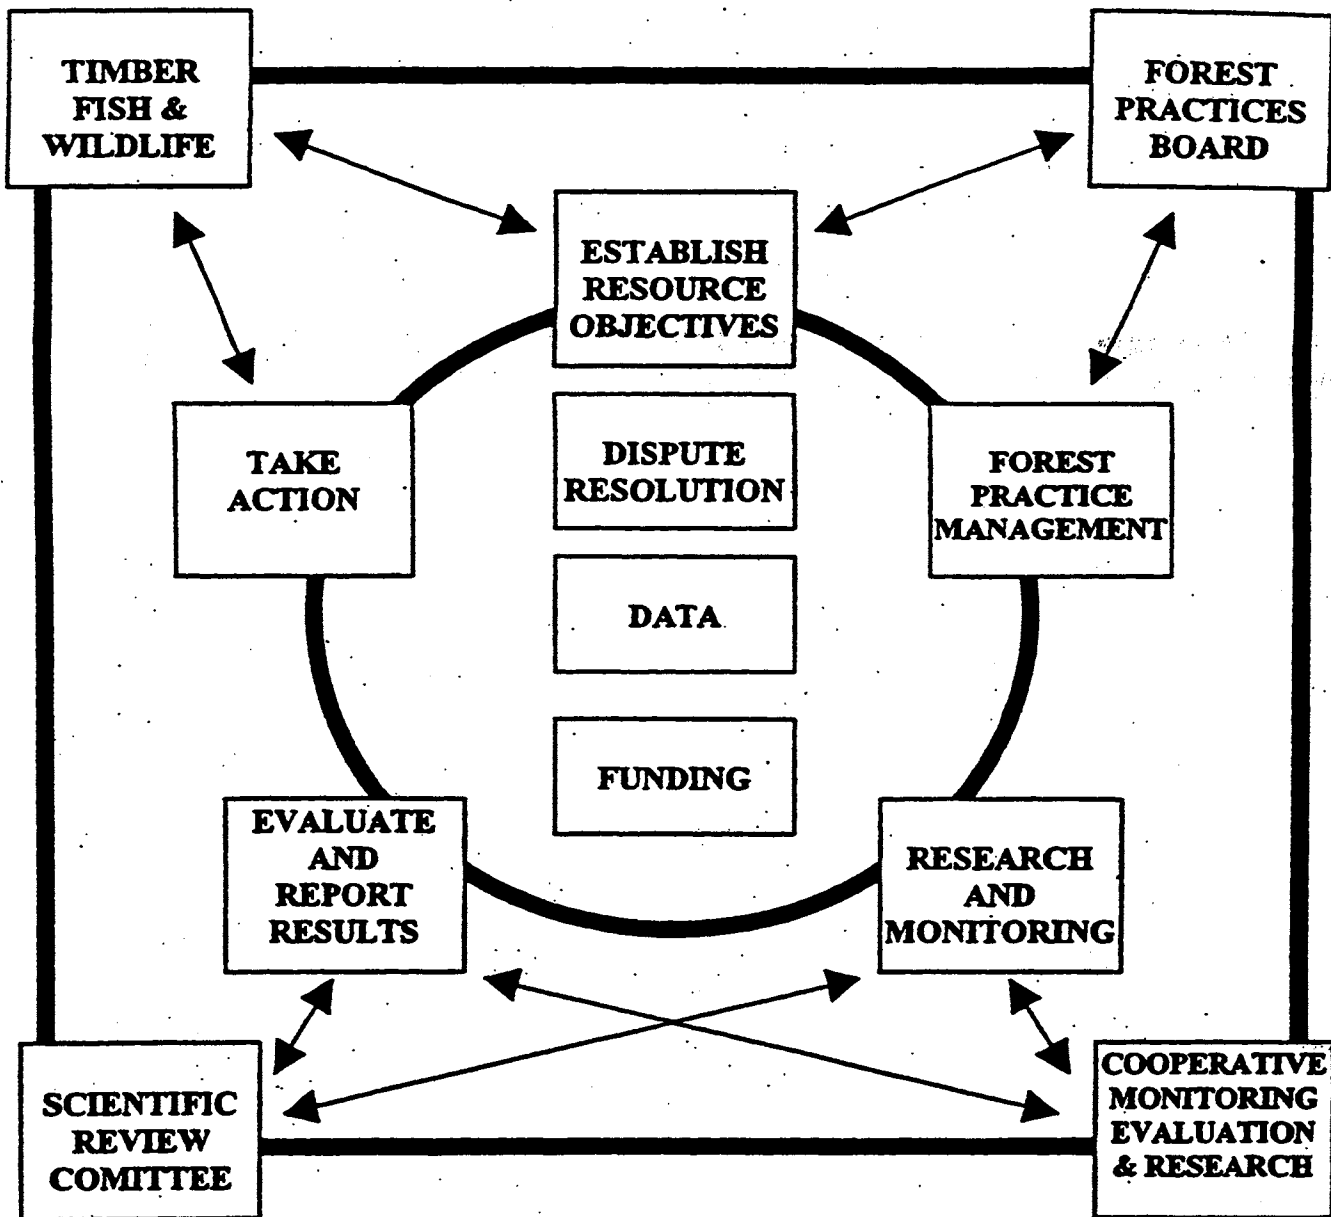 TIMBER
FISH &
WILDLIFE
FOREST
PRACTICES
BOARD
ESTABLISH
RESOURCE
OBJECTIVES
TAKE
ACTION
DISPUTE
RESOLUTION
FOREST
PRACTICE
MANAGEMENT
DATA
FUNDING
EVALUATE
AND
REPORT
RESULTS
RESEARCH
AND
MONITORING
SCIENTIFIC
REVIEW
COMITTEE
COOPERATIVE
MONITORING
EVALUATION
& RESEARCH